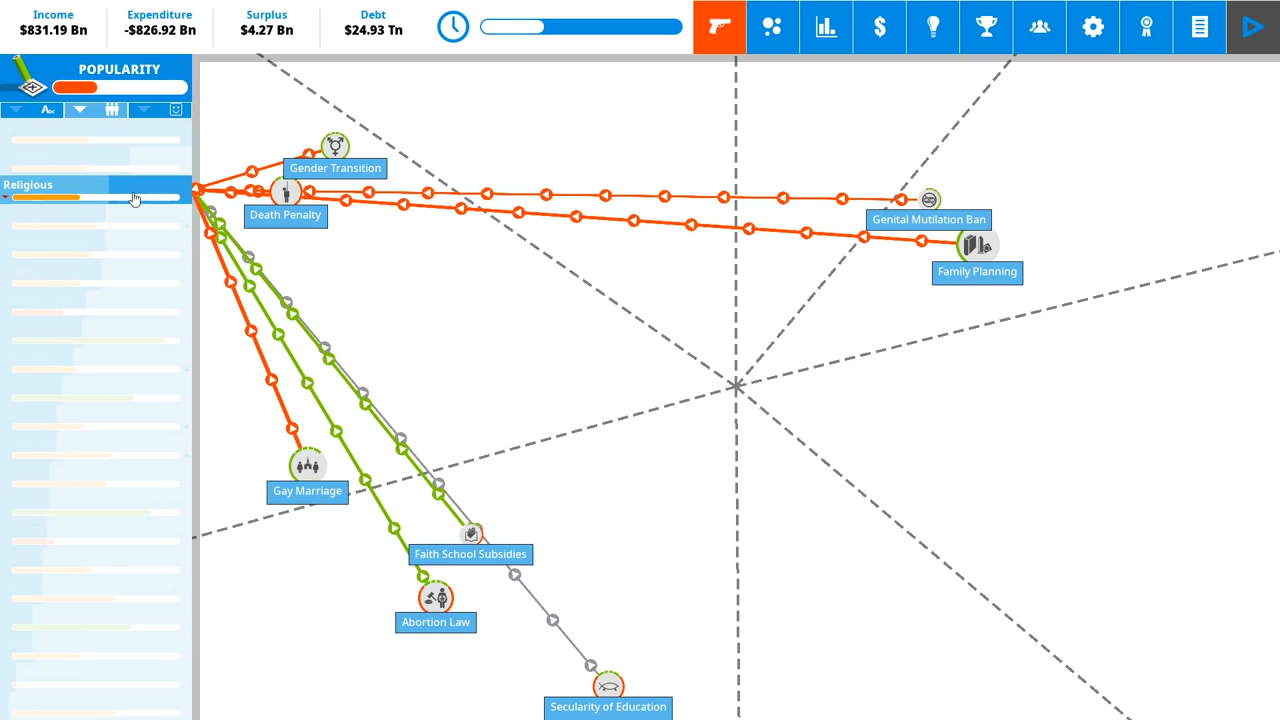 Income
Expenditure
Surplus
Debt
$831.19 Bn
-$826.92 Bn
$4.27 Bn
$24.93 Tn
POPULARITY
Religious
Gender Transition
Death Penalty
Genital Mutilation Ban
Family Planning
Gay Marriage
Faith School Subsidies
Abortion Law
Secularity of Education